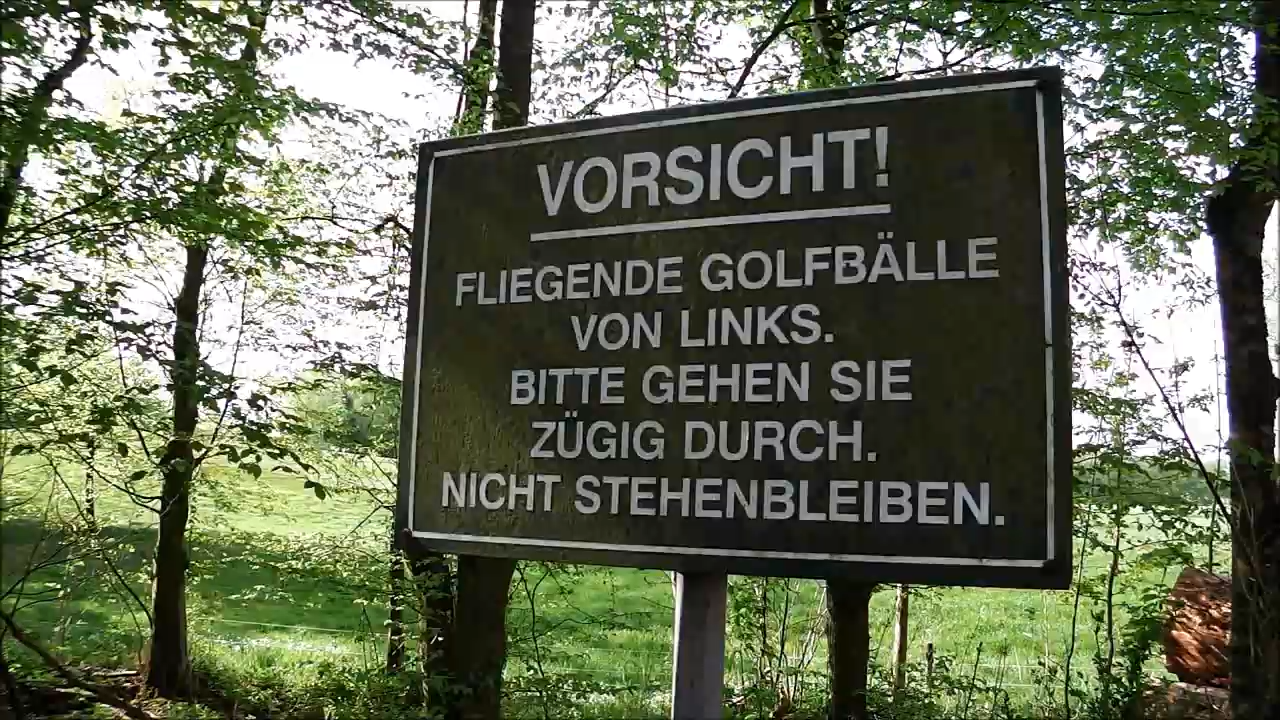 VORSICHT!
FLIEGENDE GOLFBÄLLE
VON LINKS.
BITTE GEHEN SIE
ZÜGIG DURCH.
NICHT STEHENBLEIBEN.